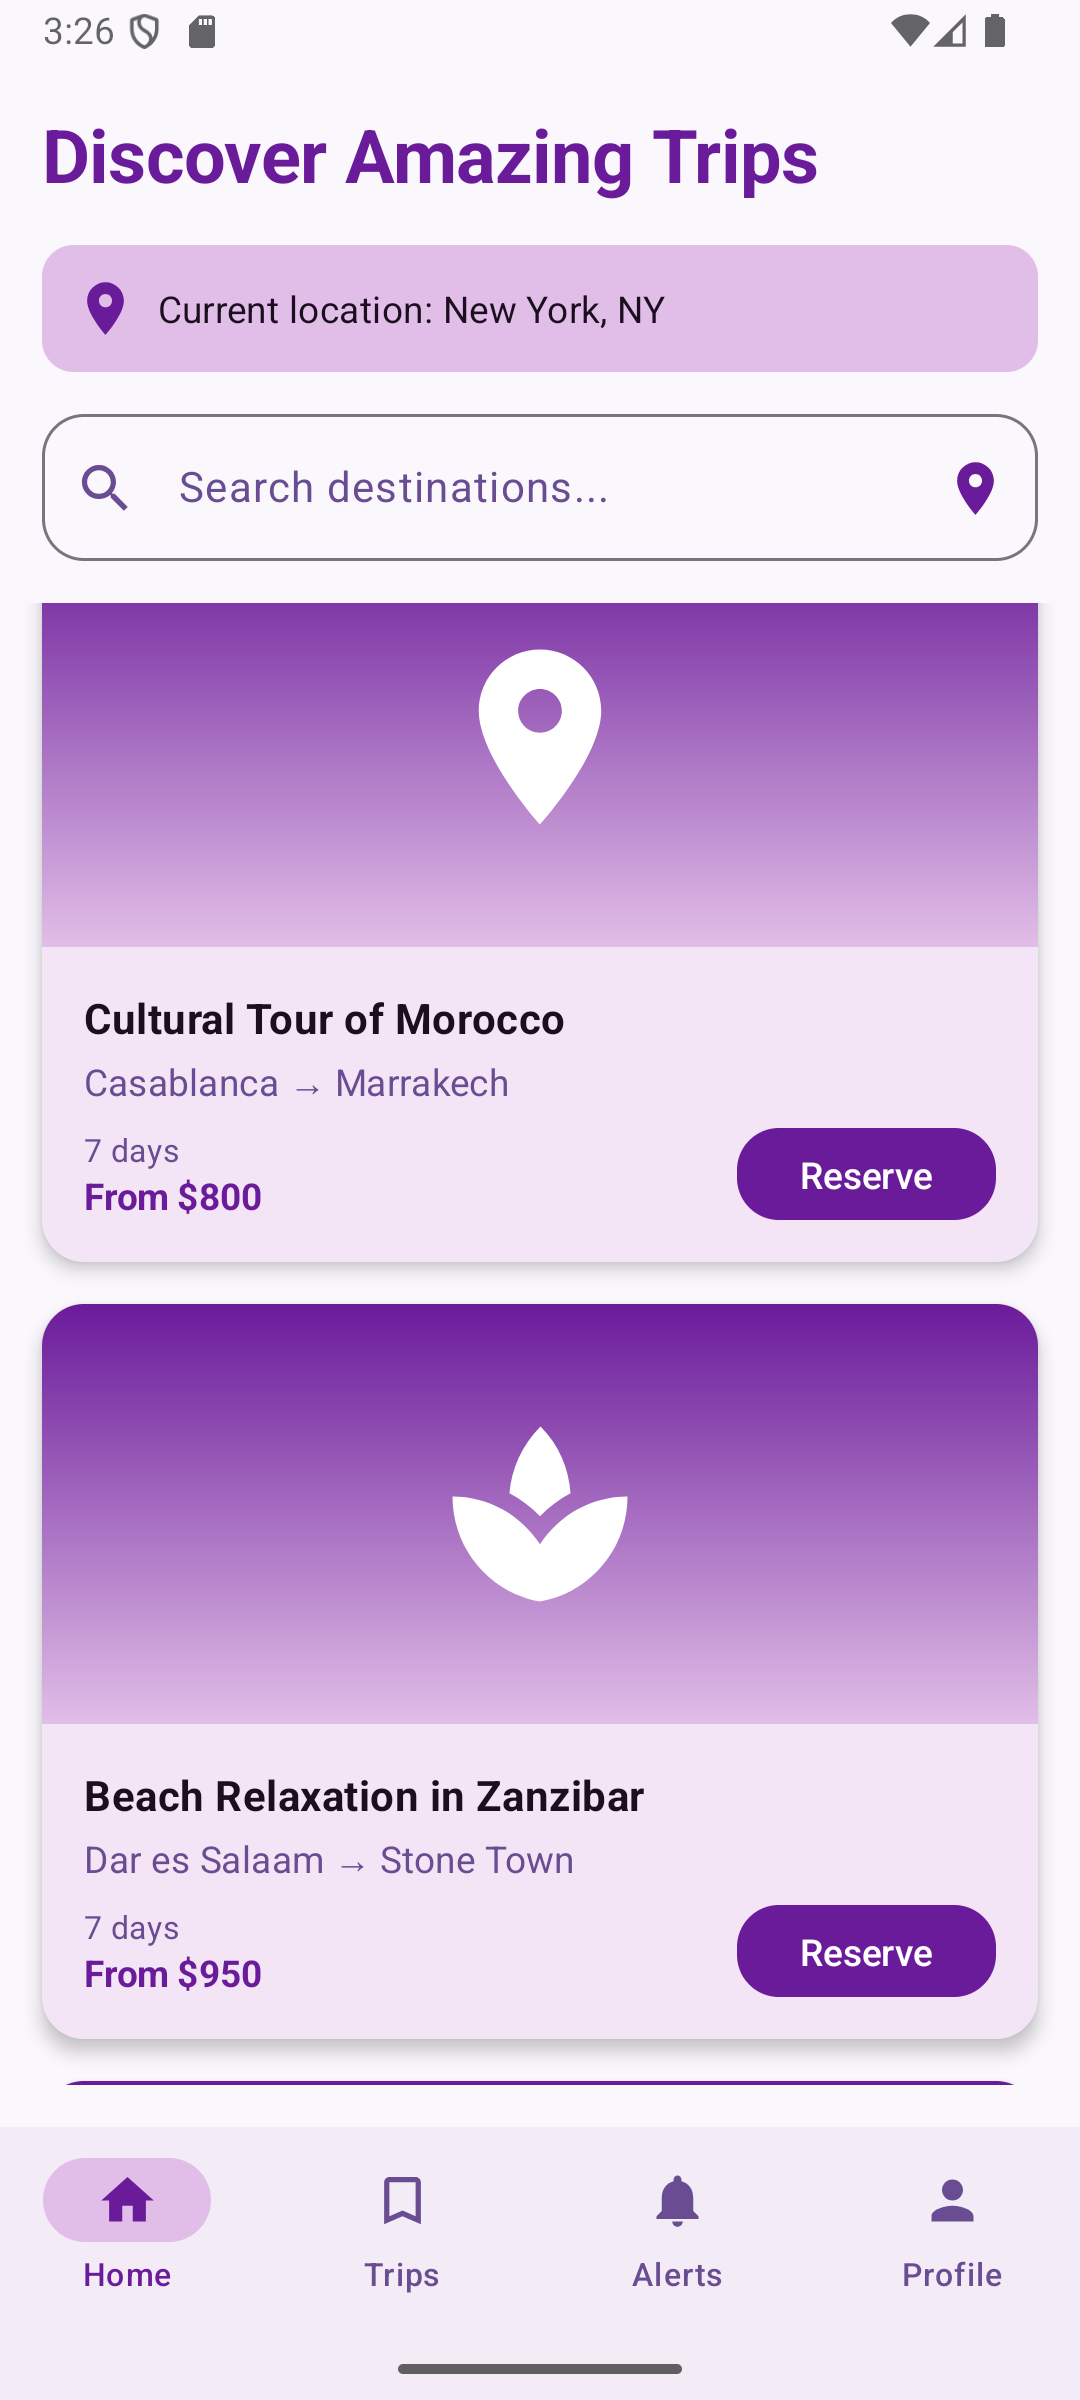 3:26
Discover Amazing Trips
Current location: New York, NY
Search destinations...
Cultural Tour of Morocco
Casablanca → Marrakech
7 days
From $800
Reserve
Beach Relaxation in Zanzibar
Dar es Salaam → Stone Town
7 days
From $950
Reserve
Home
Trips
Alerts
Profile